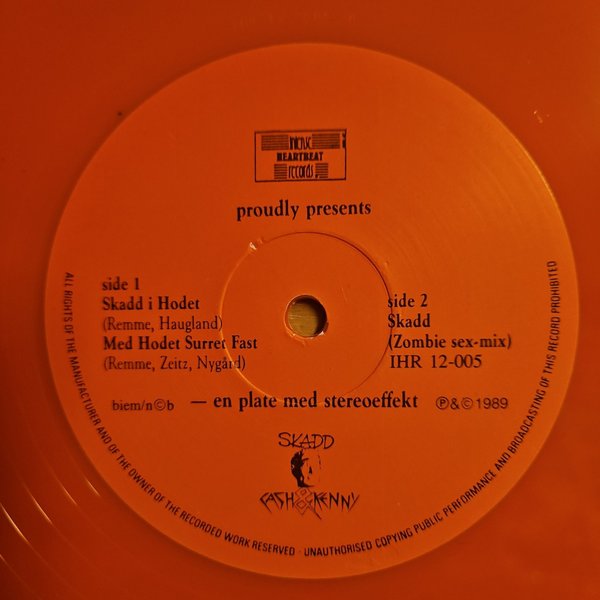 intense
HEARTBEAT
records
proudly presents
side 1
Skadd i Hodet
(Remme, Haugland)
Med Hodet Surret Fast
(Remme, Zeitz, Nygård)
side 2
Skadd
(Zombie sex-mix)
IHR 12-005
biem/n©b — en plate med stereoeffekt ℗&©1989
SKADD
CASH & KENNY
ALL RIGHTS OF THE MANUFACTURER AND OF THE OWNER OF THE RECORDED WORK RESERVED · UNAUTHORISED COPYING PUBLIC PERFORMANCE AND BROADCASTING OF THIS RECORD PROHIBITED